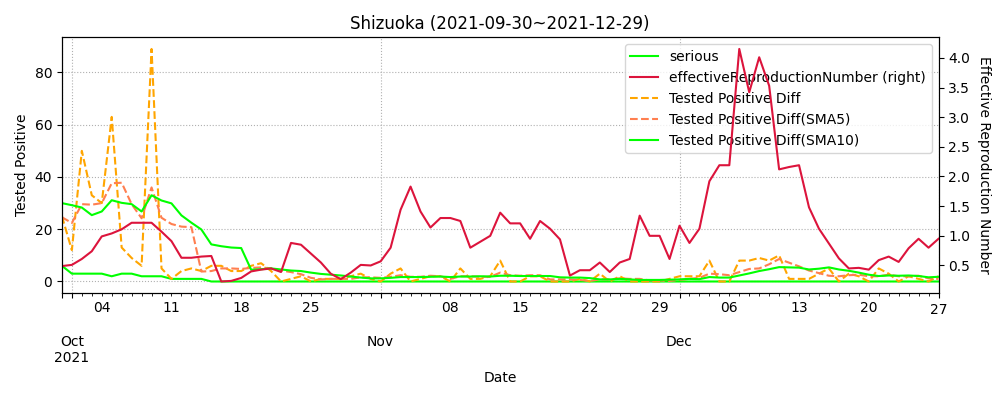 Shizuoka (2021-09-30~2021-12-29)
serious
effectiveReproductionNumber (right)
Tested Positive Diff
Tested Positive Diff(SMA5)
Tested Positive Diff(SMA10)
Tested Positive
80
60
40
20
0
4.0
3.5
3.0
2.5
2.0
1.5
1.0
0.5
Effective Reproduction Number
04 11 18 25 08 15 22 29 06 13 20 27
Oct Nov Dec
2021
Date